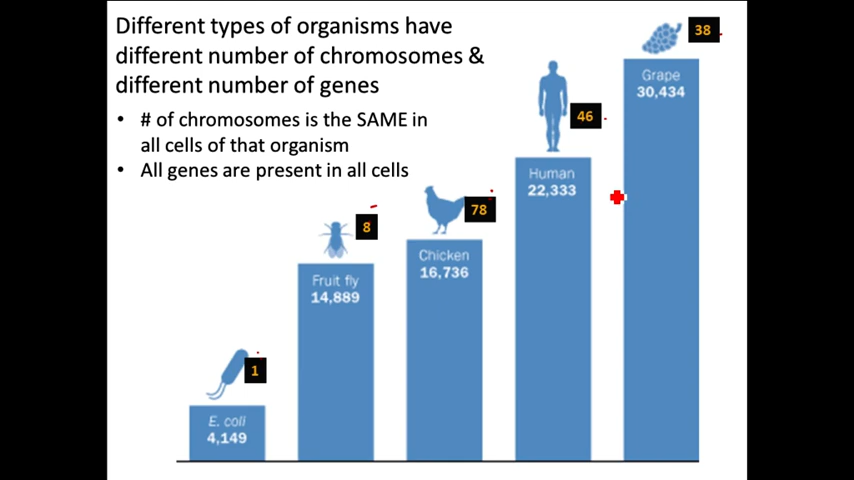 Different types of organisms have
different number of chromosomes &
different number of genes
• # of chromosomes is the SAME in
all cells of that organism
• All genes are present in all cells
38
Grape
30,434
46
Human
22,333
78
Chicken
16,736
8
Fruit fly
14,889
1
E. coli
4,149